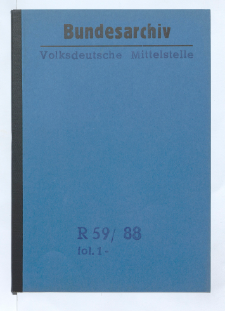 Bundesarchiv
Volksdeutsche Mittelstelle
R 59/ 88
fol. 1-